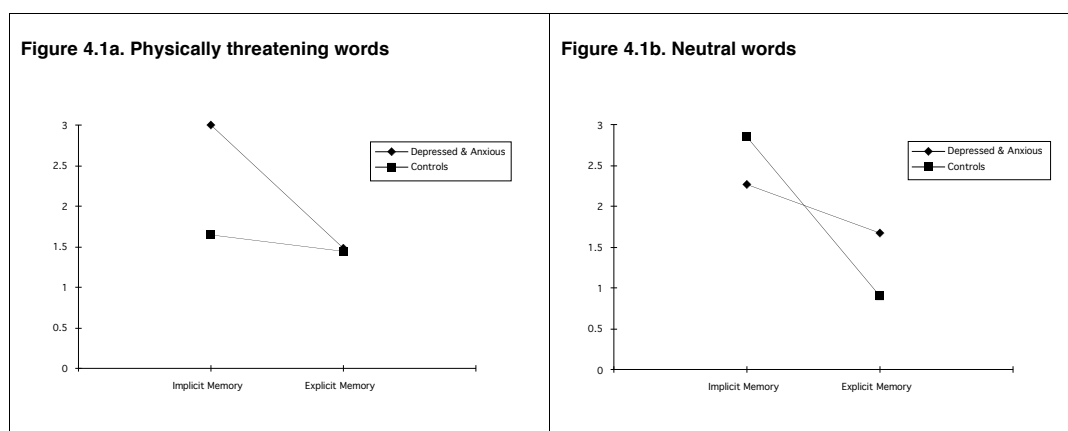 Figure 4.1a. Physically threatening words
3
2.5
2
1.5
1
0.5
0
Implicit Memory Explicit Memory
Depressed & Anxious
Controls
Figure 4.1b. Neutral words
3
2.5
2
1.5
1
0.5
0
Implicit Memory Explicit Memory
Depressed & Anxious
Controls